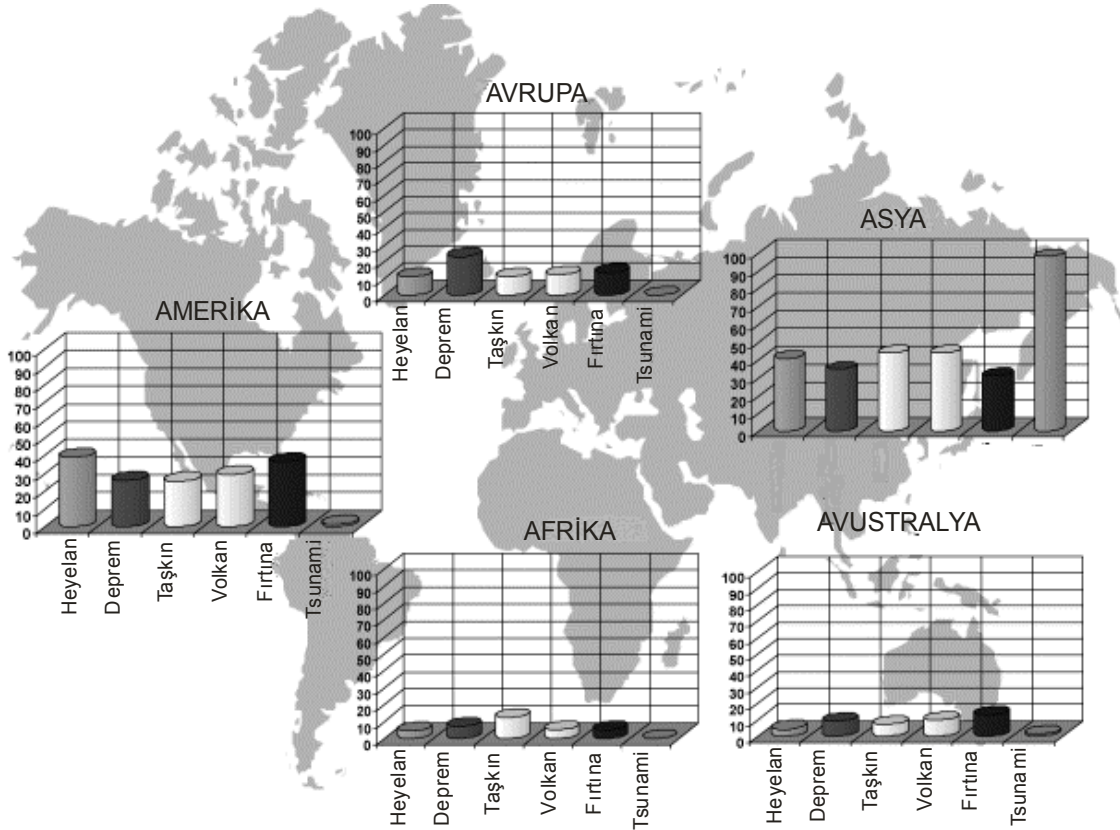 AVRUPA
100
90
80
70
60
50
40
30
20
10
0
Heyelan
Deprem
Taşkın
Volkan
Fırtına
Tsunami
ASYA
100
90
80
70
60
50
40
30
20
10
0
AMERİKA
100
90
80
70
60
50
40
30
20
10
0
Heyelan
Deprem
Taşkın
Volkan
Fırtına
Tsunami
AFRİKA
100
90
80
70
60
50
40
30
20
10
0
Heyelan
Deprem
Taşkın
Volkan
Fırtına
Tsunami
AVUSTRALYA
100
90
80
70
60
50
40
30
20
10
0
Heyelan
Deprem
Taşkın
Volkan
Fırtına
Tsunami